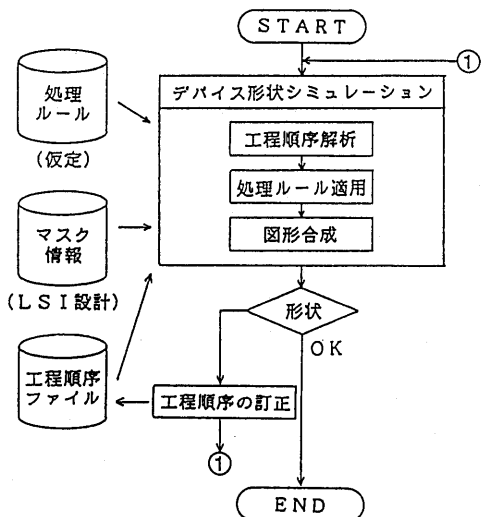 START
①
処理
ルール
(仮定)
デバイス形状シミュレーション
工程順序解析
処理ルール適用
図形合成
マスク
情報
(LSI設計)
形状
OK
工程順序
ファイル
工程順序の訂正
①
END